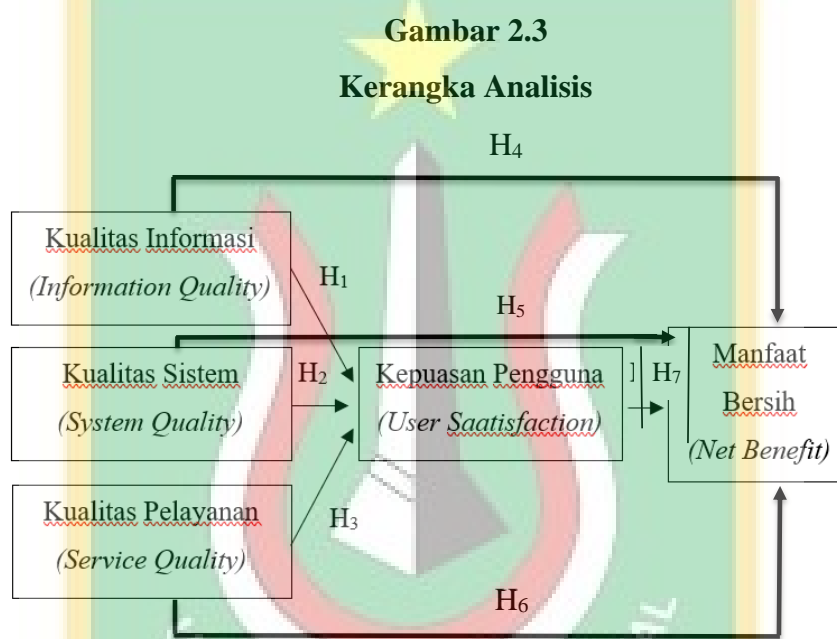 Gambar 2.3
Kerangka Analisis
H4
Kualitas Informasi
(Information Quality)
H1
H5
Kualitas Sistem
(System Quality)
H2
Kepuasan Pengguna
(User Saatisfaction)
H7
Manfaat
Bersih
(Net Benefit)
Kualitas Pelayanan
(Service Quality)
H3
H6